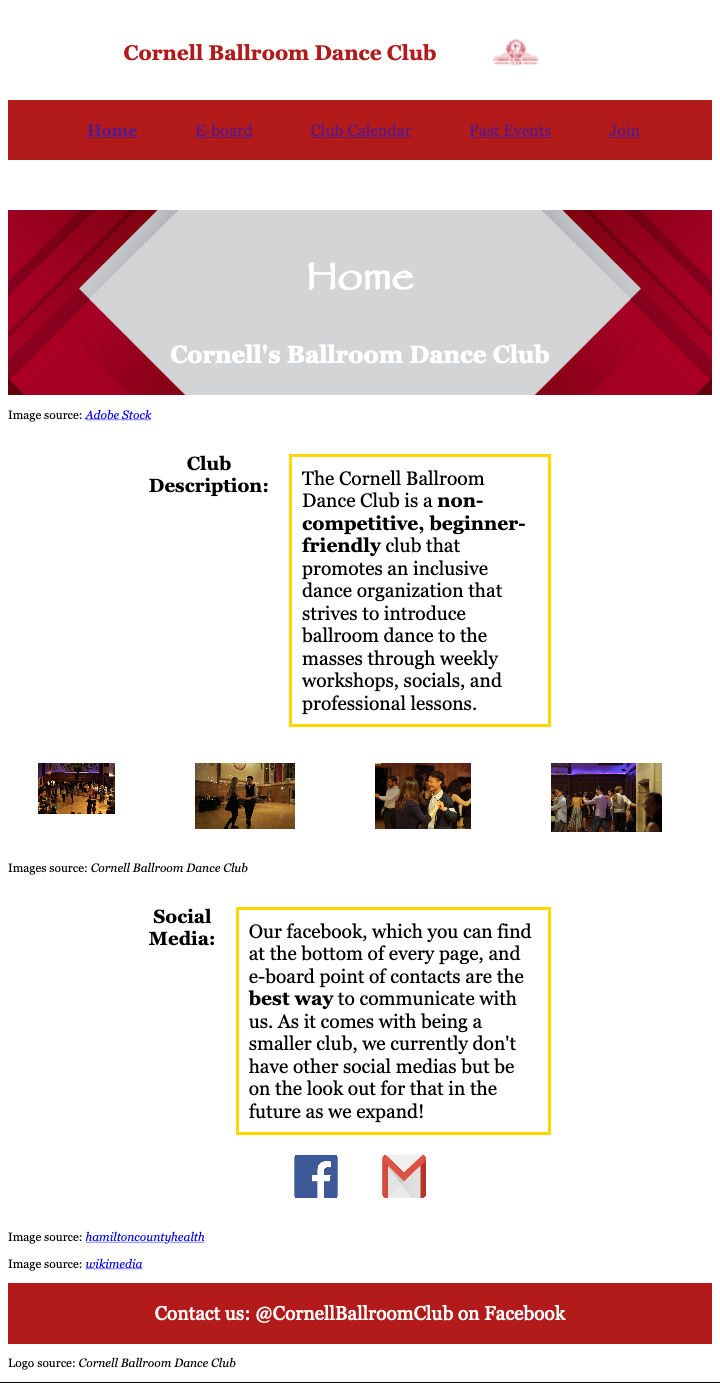 Cornell Ballroom Dance Club
Home E-board Club Calendar Past Events Join
Home
Cornell's Ballroom Dance Club
Image source: Adobe Stock
Club
Description:
The Cornell Ballroom
Dance Club is a non-
competitive, beginner-
friendly club that
promotes an inclusive
dance organization that
strives to introduce
ballroom dance to the
masses through weekly
workshops, socials, and
professional lessons.
Images source: Cornell Ballroom Dance Club
Social
Media:
Our facebook, which you can find
at the bottom of every page, and
e-board point of contacts are the
best way to communicate with
us. As it comes with being a
smaller club, we currently don't
have other social medias but be
on the look out for that in the
future as we expand!
Image source: hamiltoncountyhealth
Image source: wikimedia
Contact us: @CornellBallroomClub on Facebook
Logo source: Cornell Ballroom Dance Club